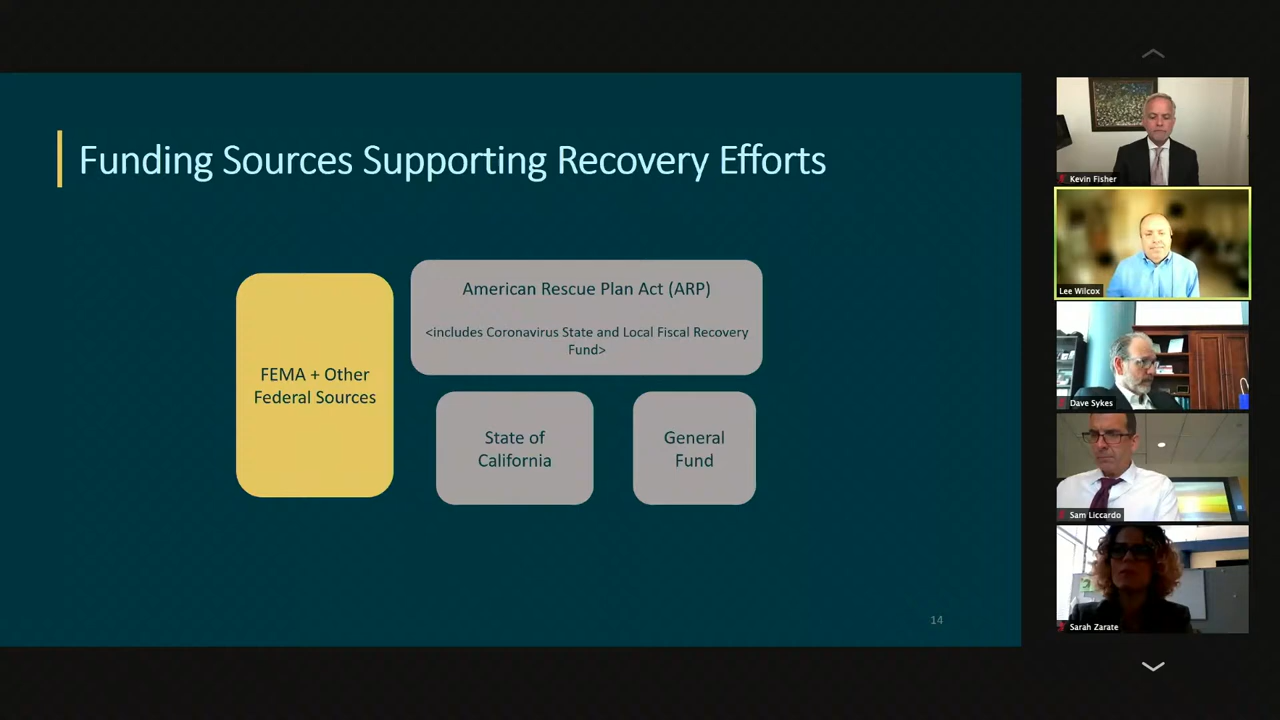 Funding Sources Supporting Recovery Efforts
FEMA + Other
Federal Sources
American Rescue Plan Act (ARP)
<includes Coronavirus State and Local Fiscal Recovery
Fund>
State of
California
General
Fund
14
Kevin Fisher
Lee Wilcox
Dave Sykes
Sam Liccardo
Sarah Zarate